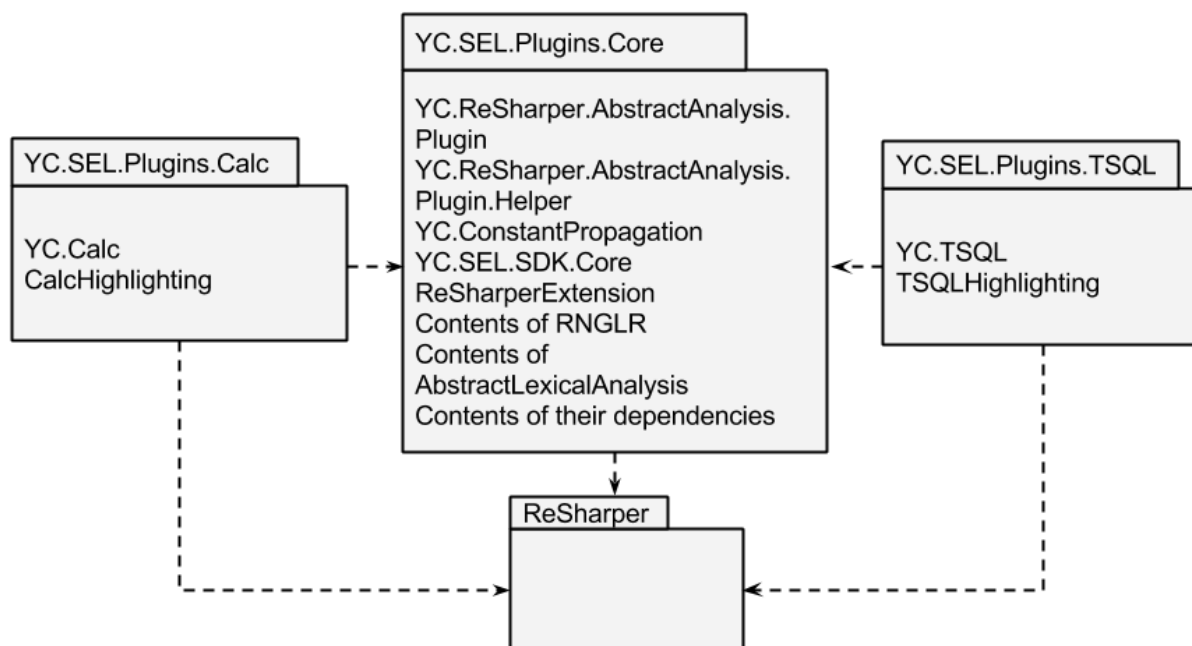 YC.SEL.Plugins.Core
YC.ReSharper.AbstractAnalysis.
Plugin
YC.ReSharper.AbstractAnalysis.
Plugin.Helper
YC.ConstantPropagation
YC.SEL.SDK.Core
ReSharperExtension
Contents of RNGLR
Contents of
AbstractLexicalAnalysis
Contents of their dependencies
YC.SEL.Plugins.Calc
YC.Calc
CalcHighlighting
YC.SEL.Plugins.TSQL
YC.TSQL
TSQLHighlighting
ReSharper